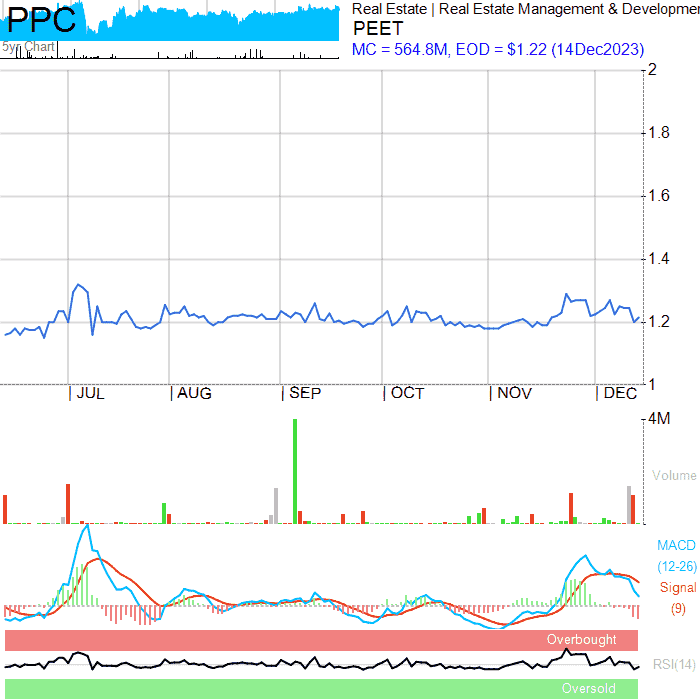 PPC
5yr Chart
Real Estate | Real Estate Management & Developmen
PEET
MC = 564.8M, EOD = $1.22 (14Dec2023)
2
1.8
1.6
1.4
1.2
1
JUL AUG SEP OCT NOV DEC
4M
Volume
MACD
(12-26)
Signal
(9)
Overbought
RSI(14)
Oversold